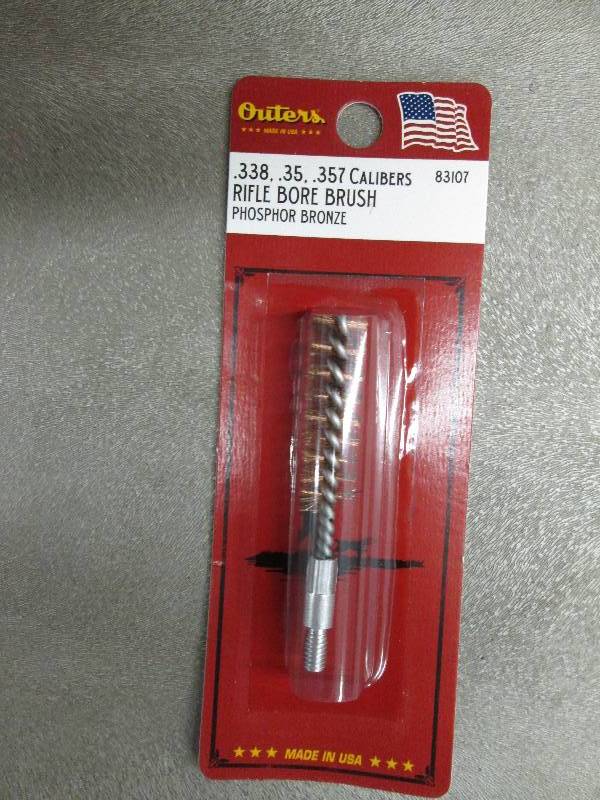 Outers
★★★ MADE IN USA ★★★
.338, .35, .357 CALIBERS 83107
RIFLE BORE BRUSH
PHOSPHOR BRONZE
★★★ MADE IN USA ★★★